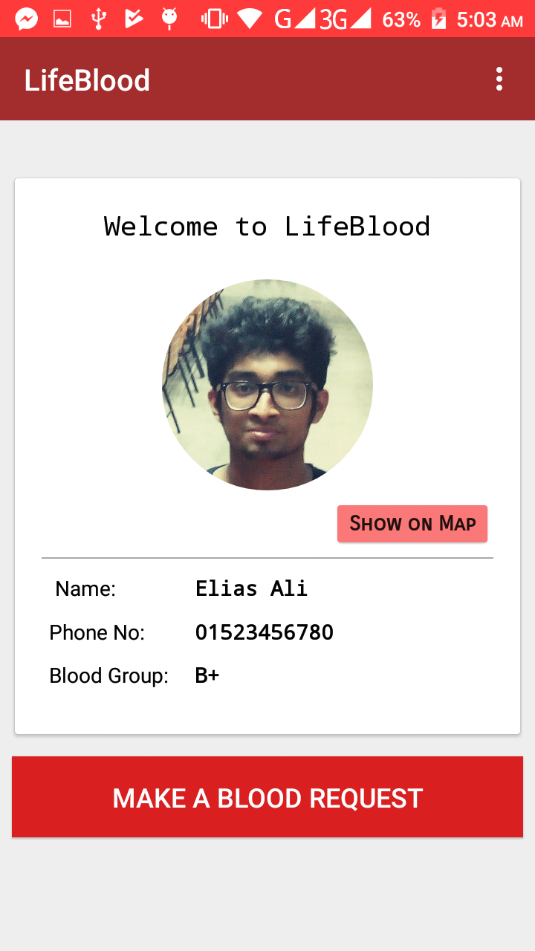 G 3G 63% 5:03 AM
LifeBlood
Welcome to LifeBlood
Show on Map
Name: Elias Ali
Phone No: 01523456780
Blood Group: B+
MAKE A BLOOD REQUEST